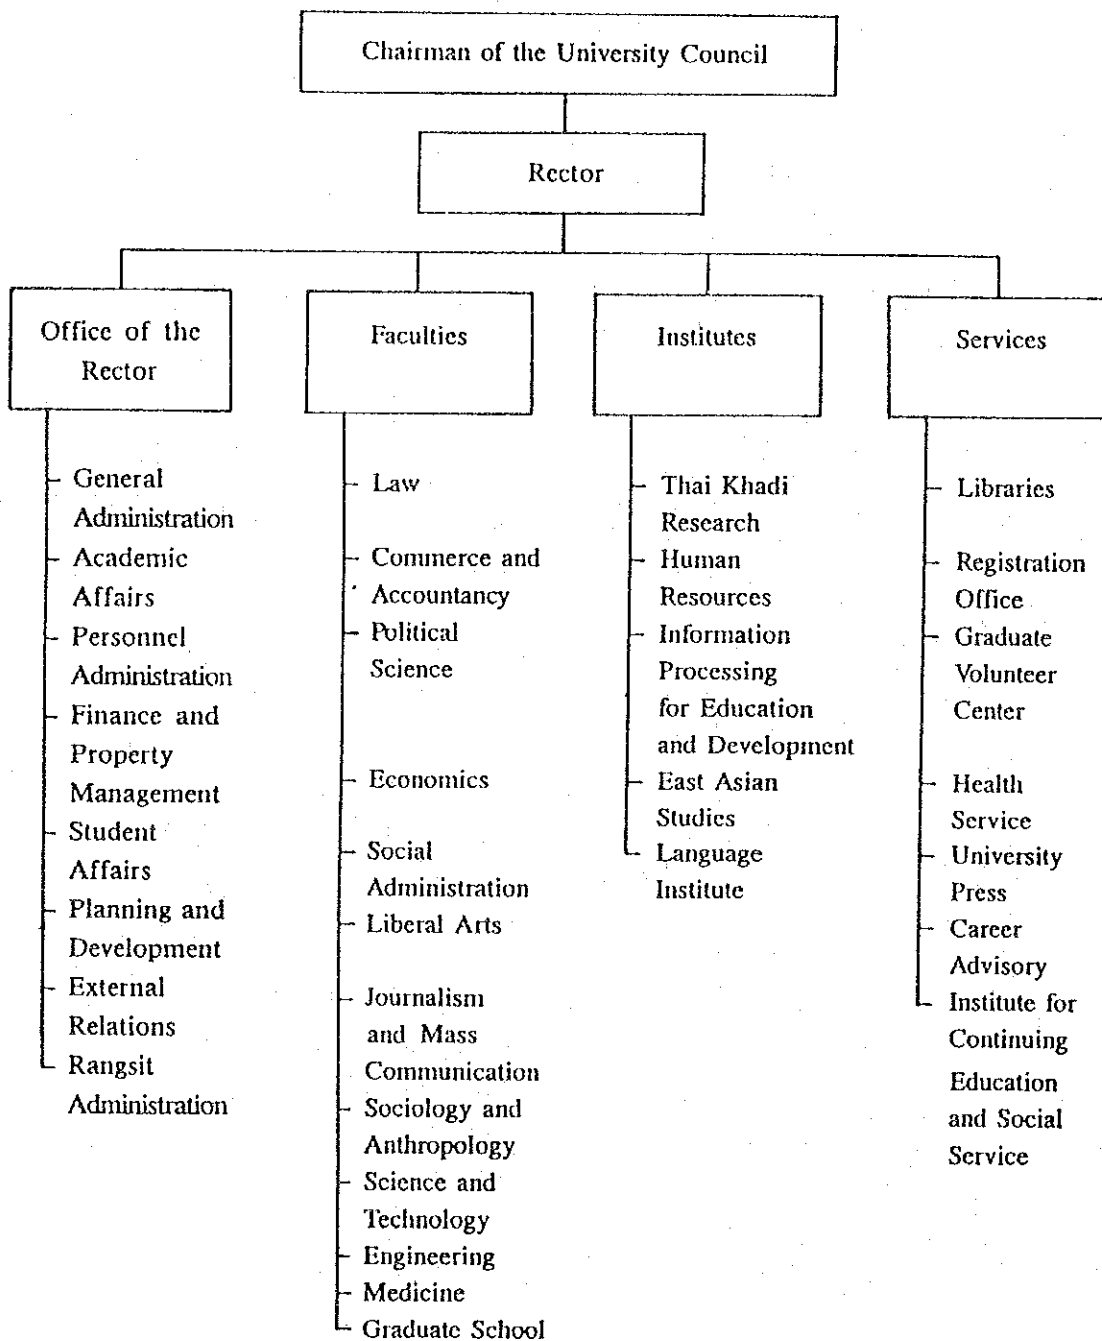 Chairman of the University Council
Rector
Office of the
Rector
General
Administration
Academic
Affairs
Personnel
Administration
Finance and
Property
Management
Student
Affairs
Planning and
Development
External
Relations
Rangsit
Administration
Faculties
Law
Commerce and
Accountancy
Political
Science
Economics
Social
Administration
Liberal Arts
Journalism
and Mass
Communication
Sociology and
Anthropology
Science and
Technology
Engineering
Medicine
Graduate School
Institutes
Thai Khadi
Research
Human
Resources
Information
Processing
for Education
and Development
East Asian
Studies
Language
Institute
Services
Libraries
Registration
Office
Graduate
Volunteer
Center
Health
Service
University
Press
Career
Advisory
Institute for
Continuing
Education
and Social
Service